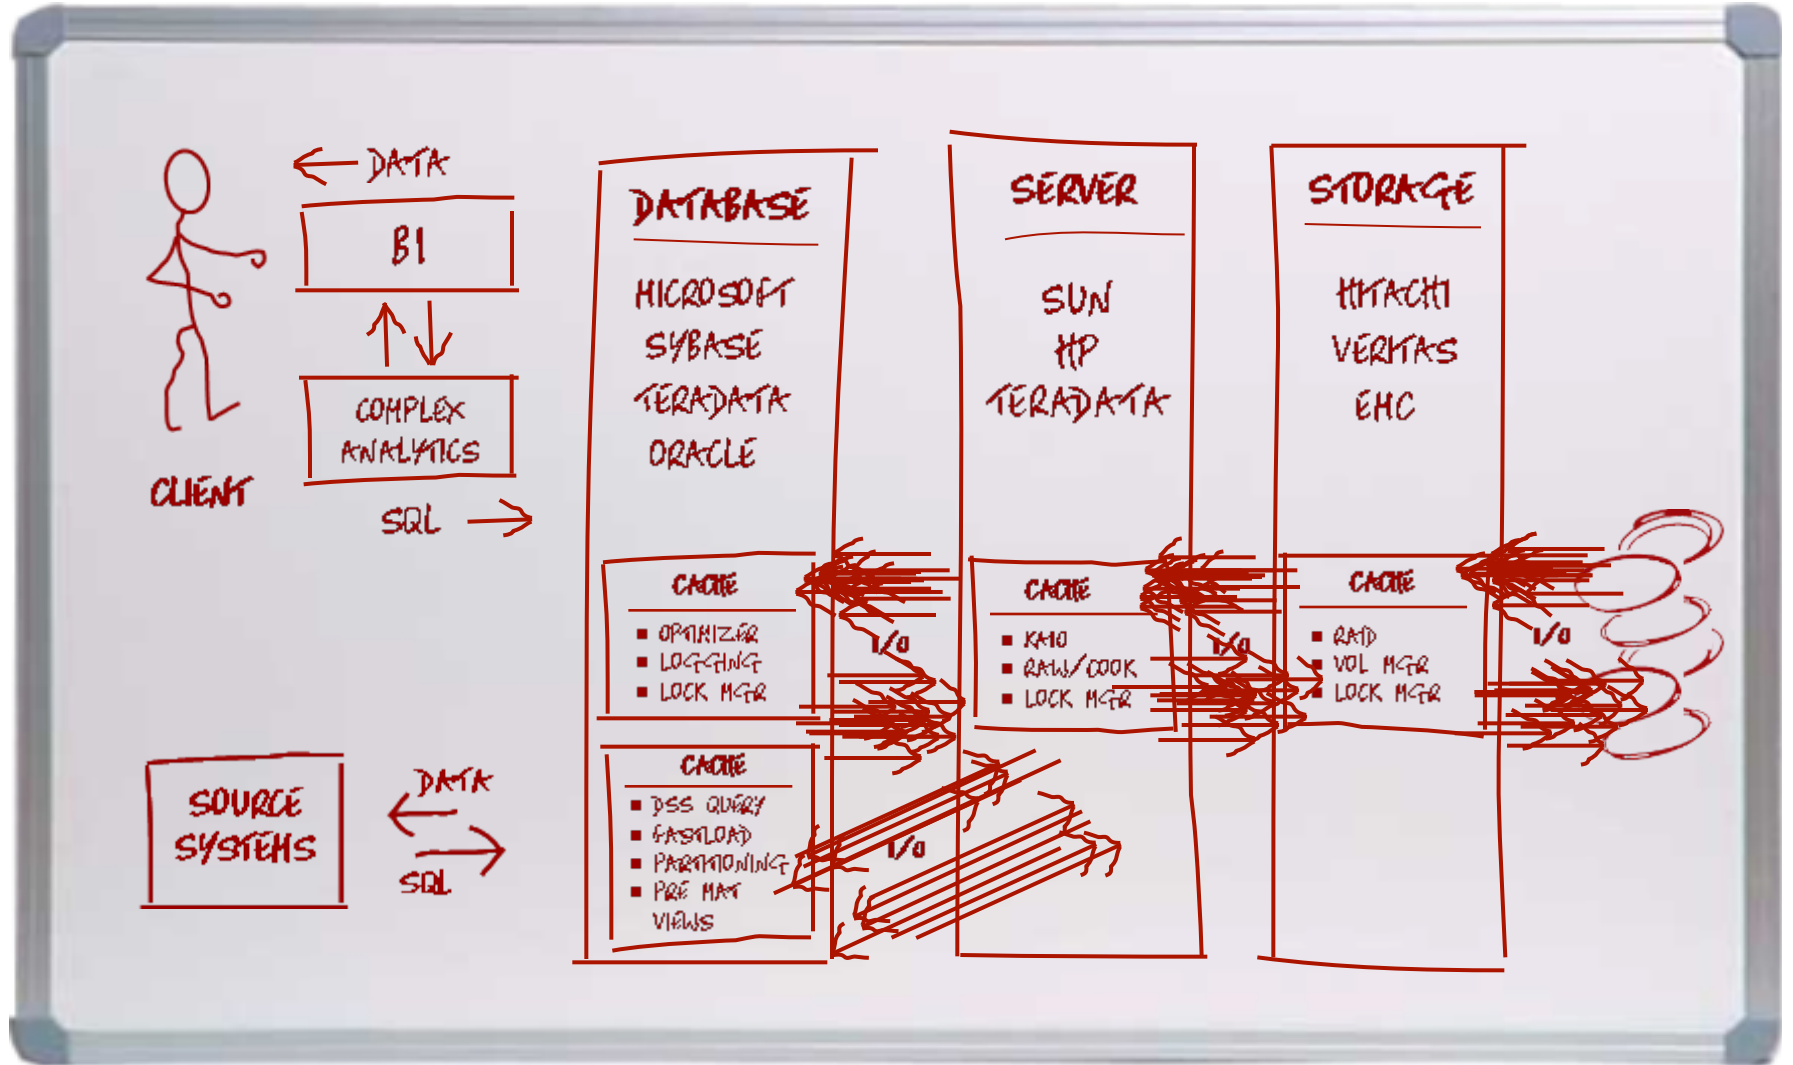 DATA
BI
COMPLEX
ANALYTICS
CLIENT
SQL
SOURCE
SYSTEMS
DATA
SQL
DATABASE
MICROSOFT
SYBASE
TERADATA
ORACLE
CACHE
OPTIMIZER
LOGGING
LOCK MGR
I/O
CACHE
DSS QUERY
FASTLOAD
PARTITIONING
PRE MAT
VIEWS
I/O
SERVER
SUN
HP
TERADATA
CACHE
KAIO
RAW/COOK
LOCK MGR
I/O
STORAGE
HITACHI
VERITAS
EMC
CACHE
RAID
VOL MGR
LOCK MGR
I/O